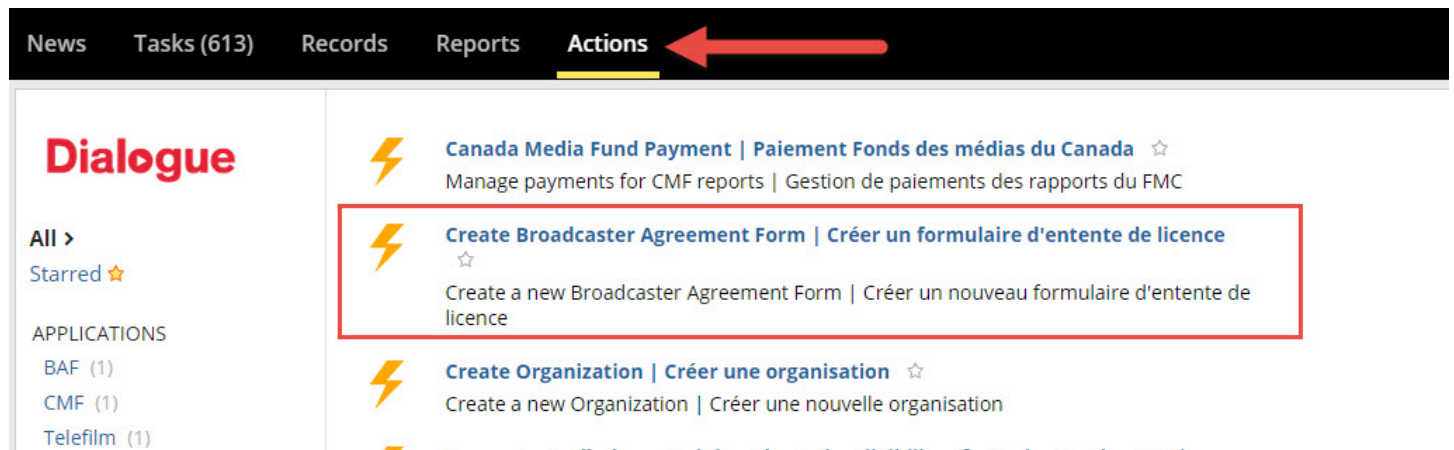 News Tasks (613) Records Reports Actions
Dialogue
All >
Starred
APPLICATIONS
BAF (1)
CMF (1)
Telefilm (1)
Canada Media Fund Payment | Paiement Fonds des médias du Canada
Manage payments for CMF reports | Gestion de paiements des rapports du FMC
Create Broadcaster Agreement Form | Créer un formulaire d'entente de licence
Create a new Broadcaster Agreement Form | Créer un nouveau formulaire d'entente de
licence
Create Organization | Créer une organisation
Create a new Organization | Créer une nouvelle organisation